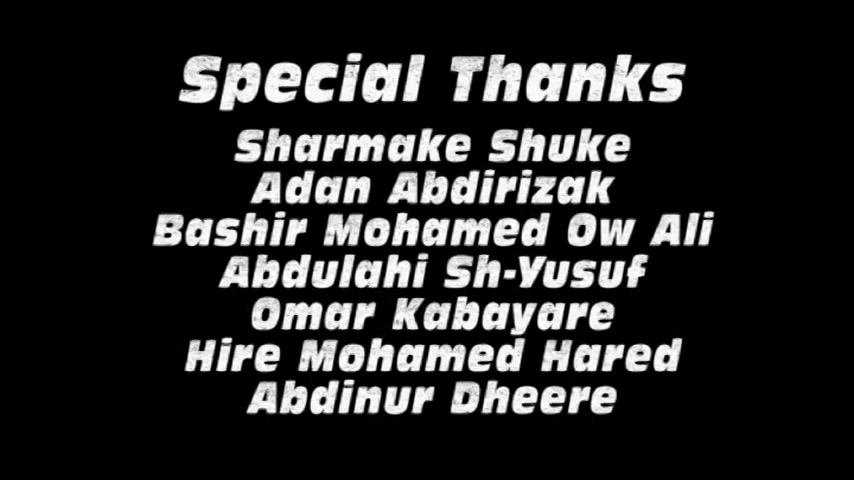 Special Thanks
Sharmake Shuke
Adan Abdirizak
Bashir Mohamed Ow Ali
Abdulahi Sh-Yusuf
Omar Kabayare
Hire Mohamed Hared
Abdinur Dheere